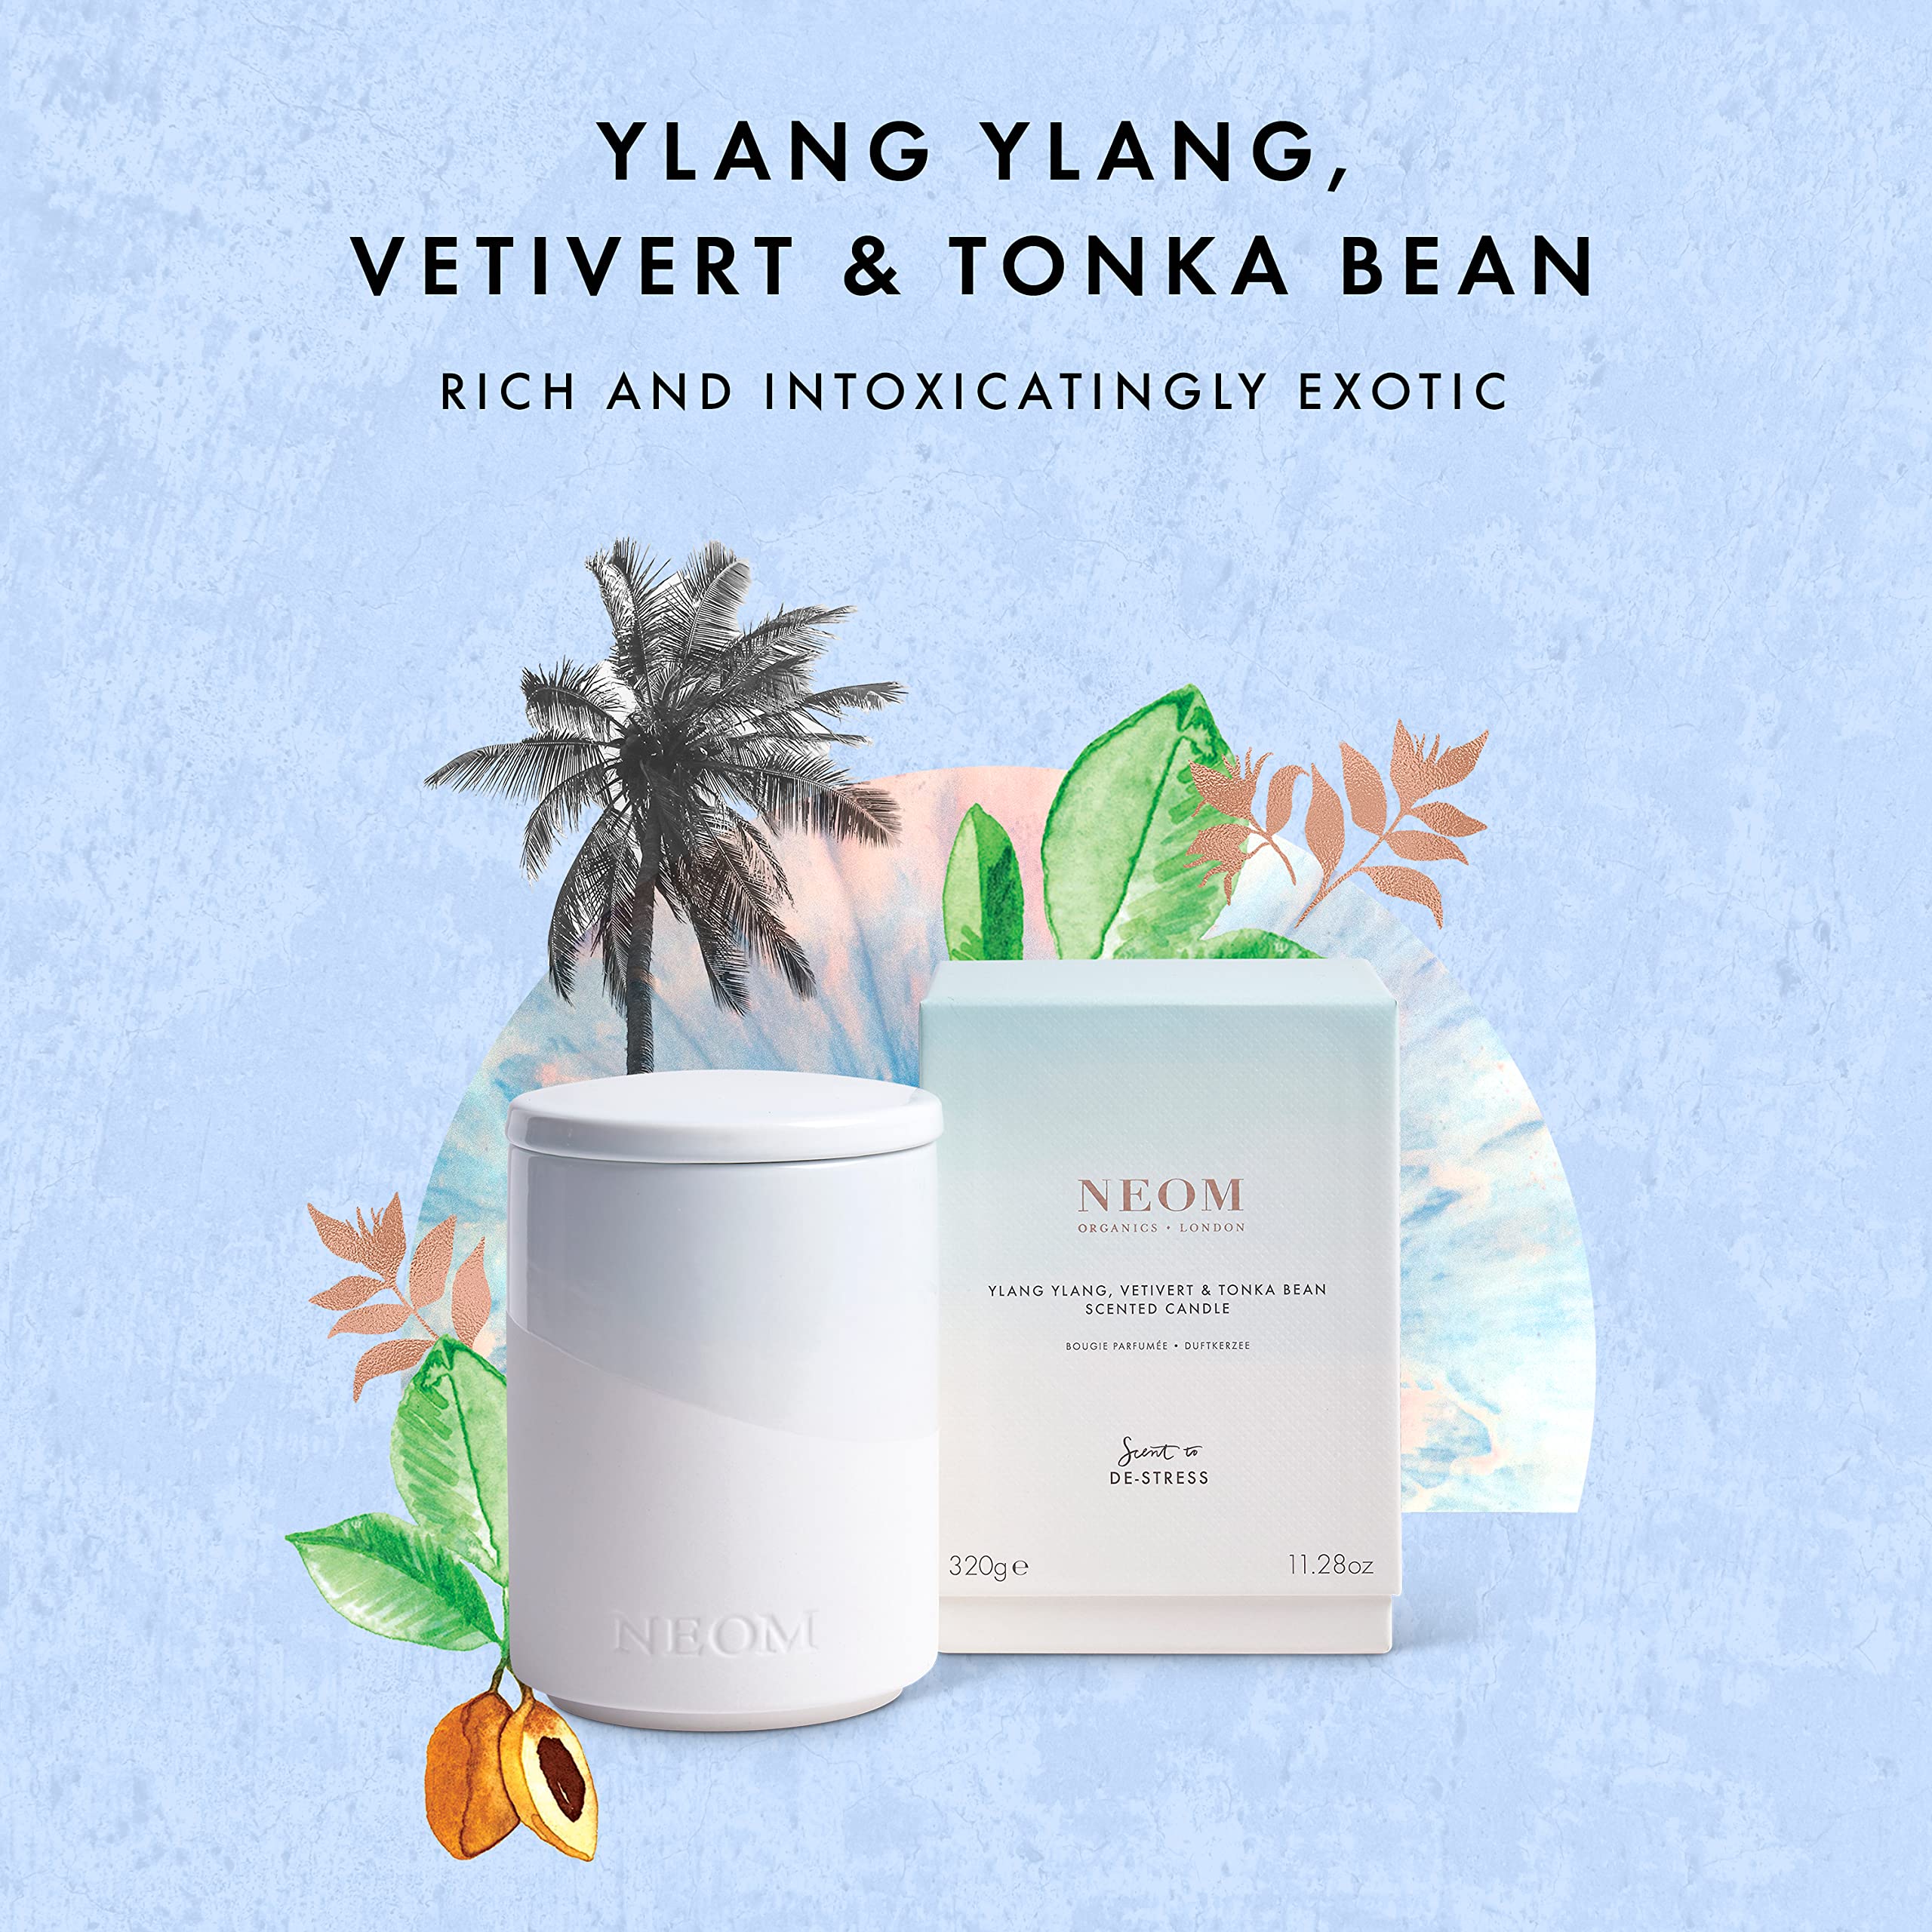 YLANG YLANG,
VETIVERT & TONKA BEAN
RICH AND INTOXICATINGLY EXOTIC
NEOM
ORGANICS • LONDON
YLANG YLANG, VETIVERT & TONKA BEAN
SCENTED CANDLE
BOUGIE PARFUMÉE • DUFTKERZEE
Scent to
DE-STRESS
320g℮ 11.28oz
NEOM